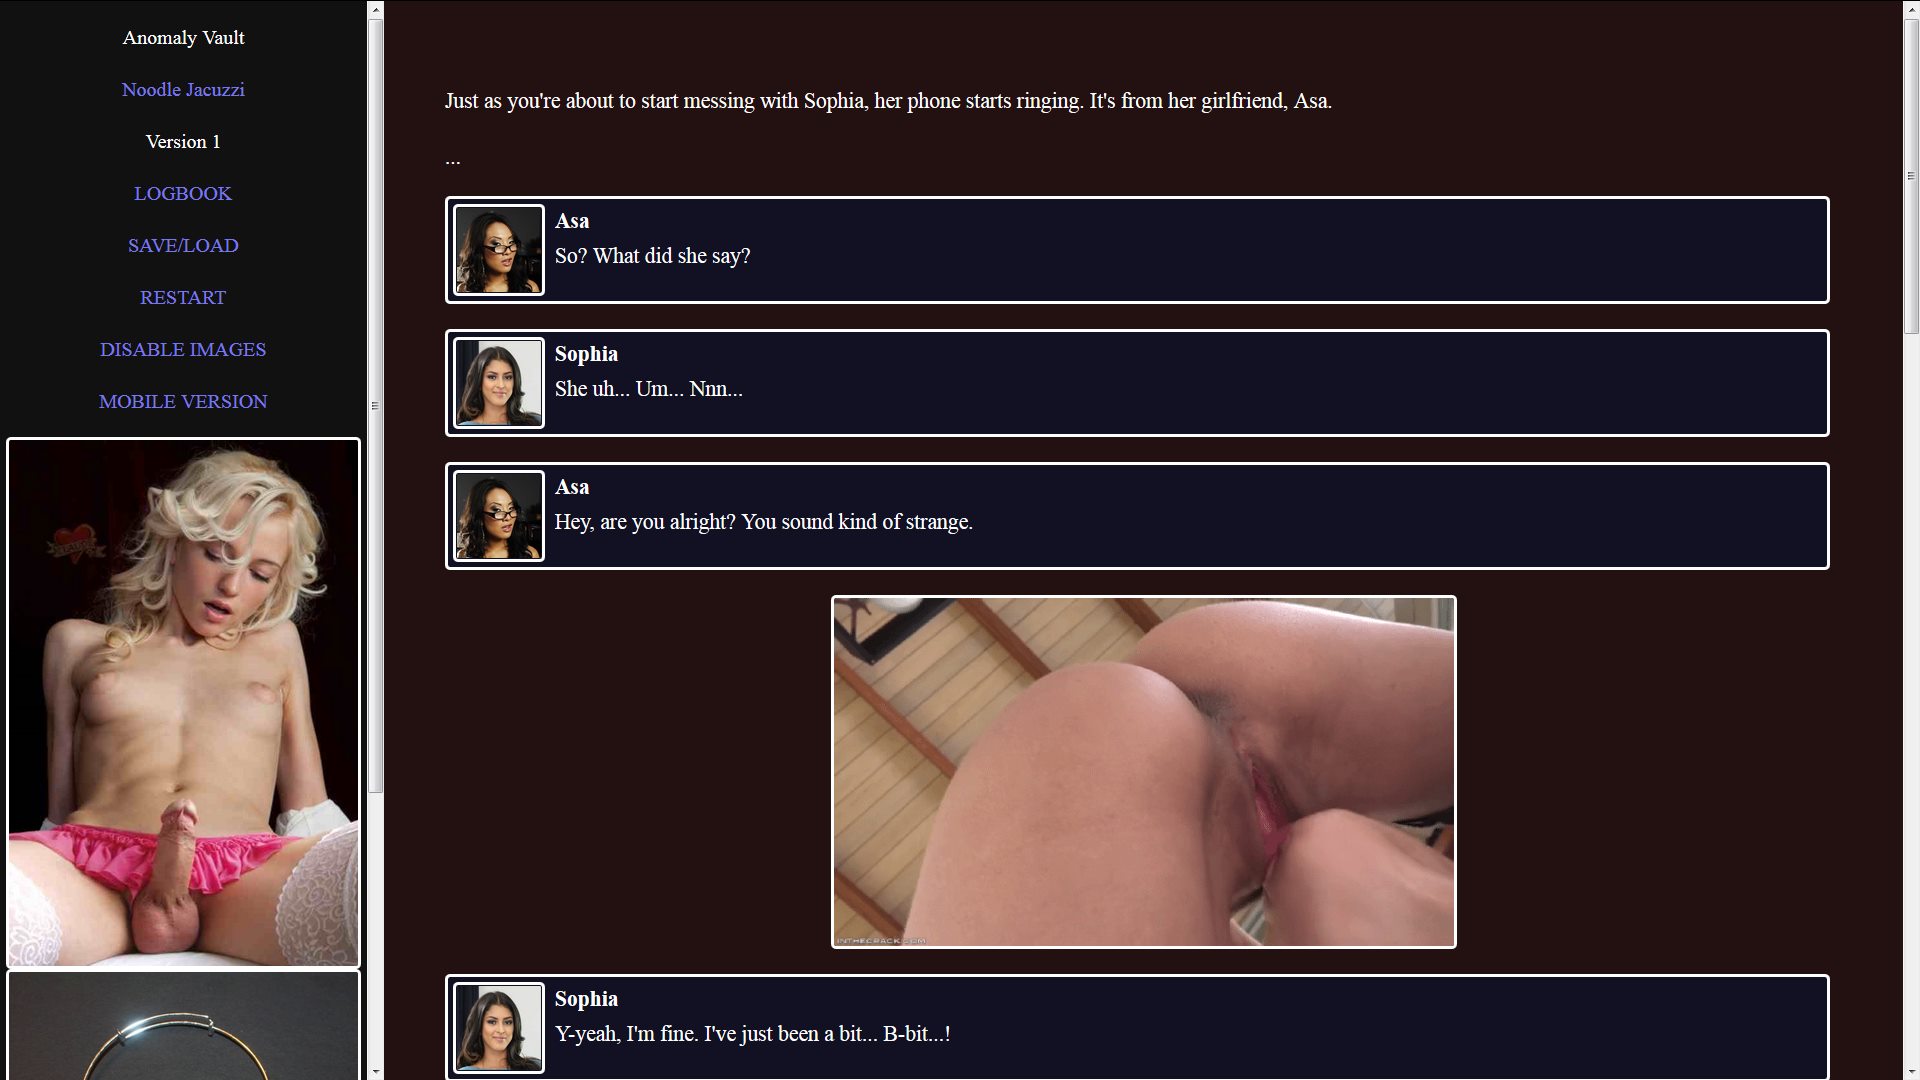 Anomaly Vault
Noodle Jacuzzi
Version 1
LOGBOOK
SAVE/LOAD
RESTART
DISABLE IMAGES
MOBILE VERSION
Just as you're about to start messing with Sophia, her phone starts ringing. It's from her girlfriend, Asa.
...
Asa
So? What did she say?
Sophia
She uh... Um... Nnn...
Asa
Hey, are you alright? You sound kind of strange.
INTHECRACK.COM
Sophia
Y-yeah, I'm fine. I've just been a bit... B-bit...!